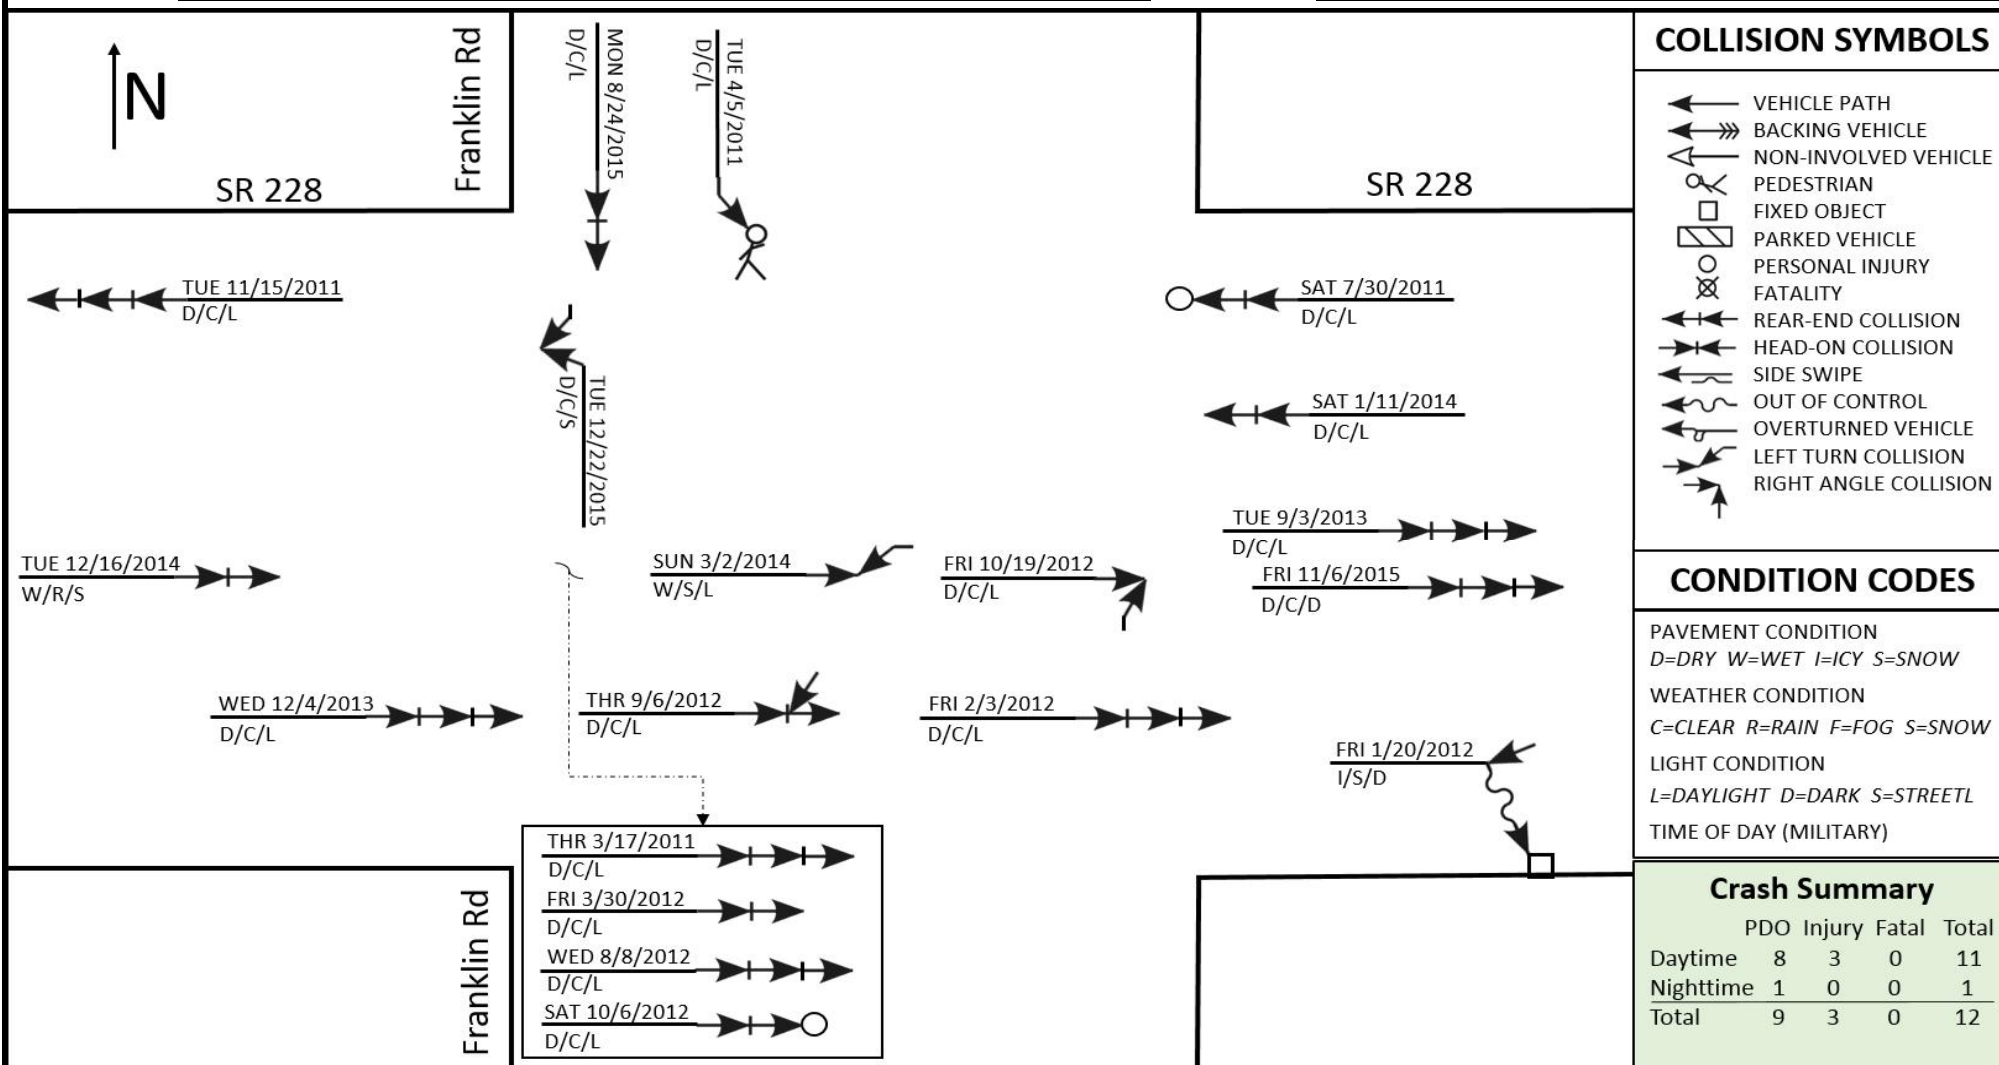 N
Franklin Rd
SR 228
MON 8/24/2015
D/C/L
TUE 4/5/2011
D/C/L
SR 228
TUE 11/15/2011
D/C/L
SAT 7/30/2011
D/C/L
TUE 12/22/2015
D/C/S
SAT 1/11/2014
D/C/L
TUE 9/3/2013
D/C/L
TUE 12/16/2014
W/R/S
SUN 3/2/2014
W/S/L
FRI 10/19/2012
D/C/L
FRI 11/6/2015
D/C/D
WED 12/4/2013
D/C/L
THR 9/6/2012
D/C/L
FRI 2/3/2012
D/C/L
FRI 1/20/2012
I/S/D
THR 3/17/2011
D/C/L
FRI 3/30/2012
D/C/L
WED 8/8/2012
D/C/L
SAT 10/6/2012
D/C/L
Franklin Rd
COLLISION SYMBOLS
VEHICLE PATH
BACKING VEHICLE
NON-INVOLVED VEHICLE
PEDESTRIAN
FIXED OBJECT
PARKED VEHICLE
PERSONAL INJURY
FATALITY
REAR-END COLLISION
HEAD-ON COLLISION
SIDE SWIPE
OUT OF CONTROL
OVERTURNED VEHICLE
LEFT TURN COLLISION
RIGHT ANGLE COLLISION
CONDITION CODES
PAVEMENT CONDITION
D=DRY W=WET I=ICY S=SNOW
WEATHER CONDITION
C=CLEAR R=RAIN F=FOG S=SNOW
LIGHT CONDITION
L=DAYLIGHT D=DARK S=STREETL
TIME OF DAY (MILITARY)
Crash Summary
PDO Injury Fatal Total
Daytime 8 3 0 11
Nighttime 1 0 0 1
Total 9 3 0 12